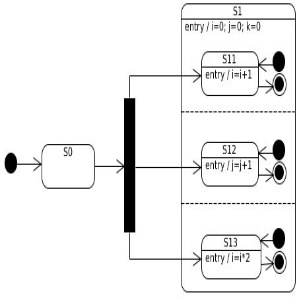 S1
entry / i=0; j=0; k=0
S11
entry / i=i+1
S0
S12
entry / j=j+1
S13
entry / i=i*2